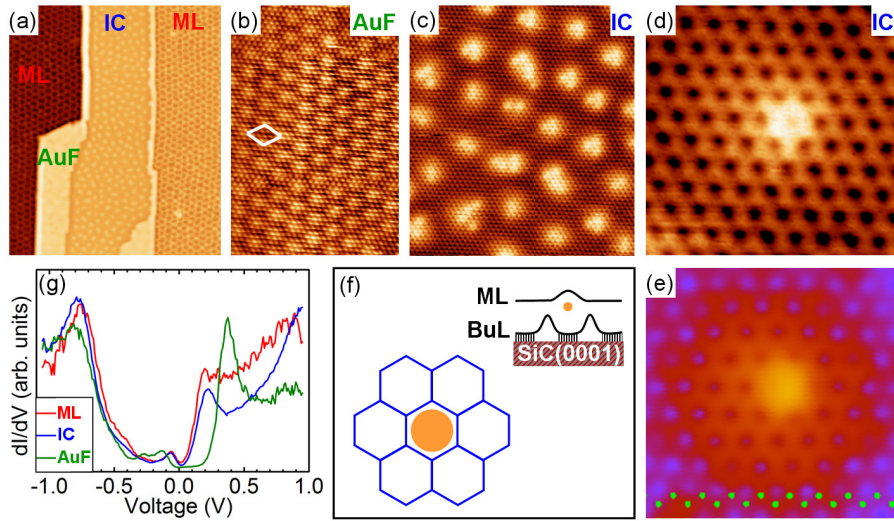 (a)
IC
ML
ML
AuF
(b)
AuF
(c)
IC
(d)
IC
(g)
dI/dV (arb. units)
ML
IC
AuF
-1.0
-0.5
0.0
0.5
1.0
Voltage (V)
(f)
ML
BuL
SiC(0001)
(e)